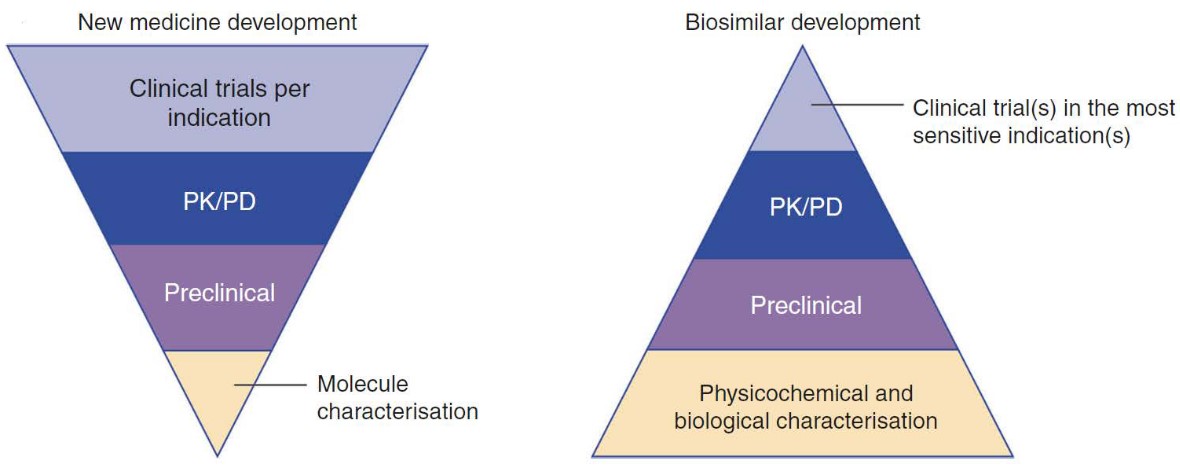 New medicine development
Clinical trials per
indication
PK/PD
Preclinical
Molecule
characterisation
Biosimilar development
Clinical trial(s) in the most
sensitive indication(s)
PK/PD
Preclinical
Physicochemical and
biological characterisation